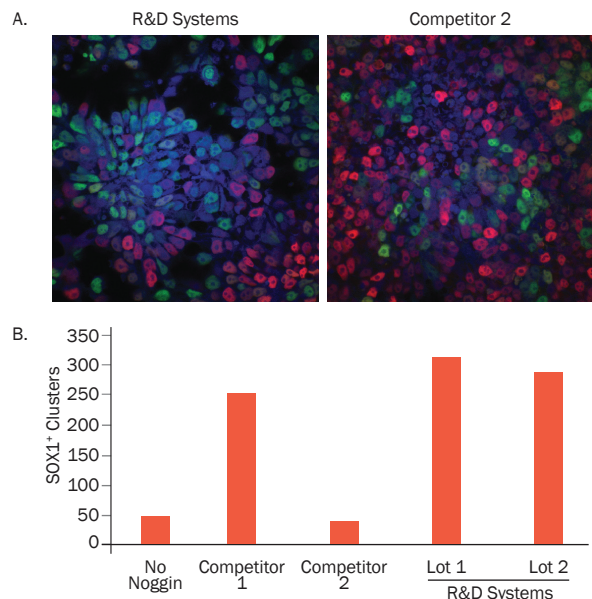 A.
R&D Systems
Competitor 2
B.
SOX1⁺ Clusters
350
300
250
200
150
100
50
0
No
Noggin
Competitor
1
Competitor
2
Lot 1
Lot 2
R&D Systems